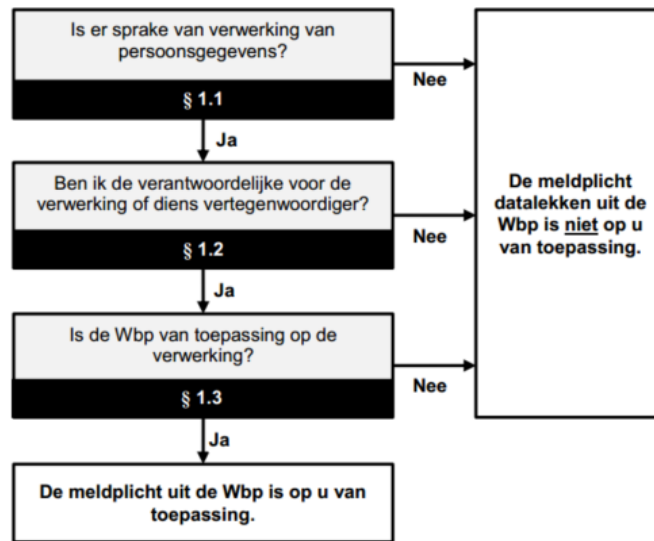 Is er sprake van verwerking van
persoonsgegevens?
Nee
§ 1.1
Ja
Ben ik de verantwoordelijke voor de
verwerking of diens vertegenwoordiger?
Nee
§ 1.2
Ja
Is de Wbp van toepassing op de
verwerking?
Nee
§ 1.3
Ja
De meldplicht uit de Wbp is op u van
toepassing.
De meldplicht
datalekken uit de
Wbp is niet op u
van toepassing.